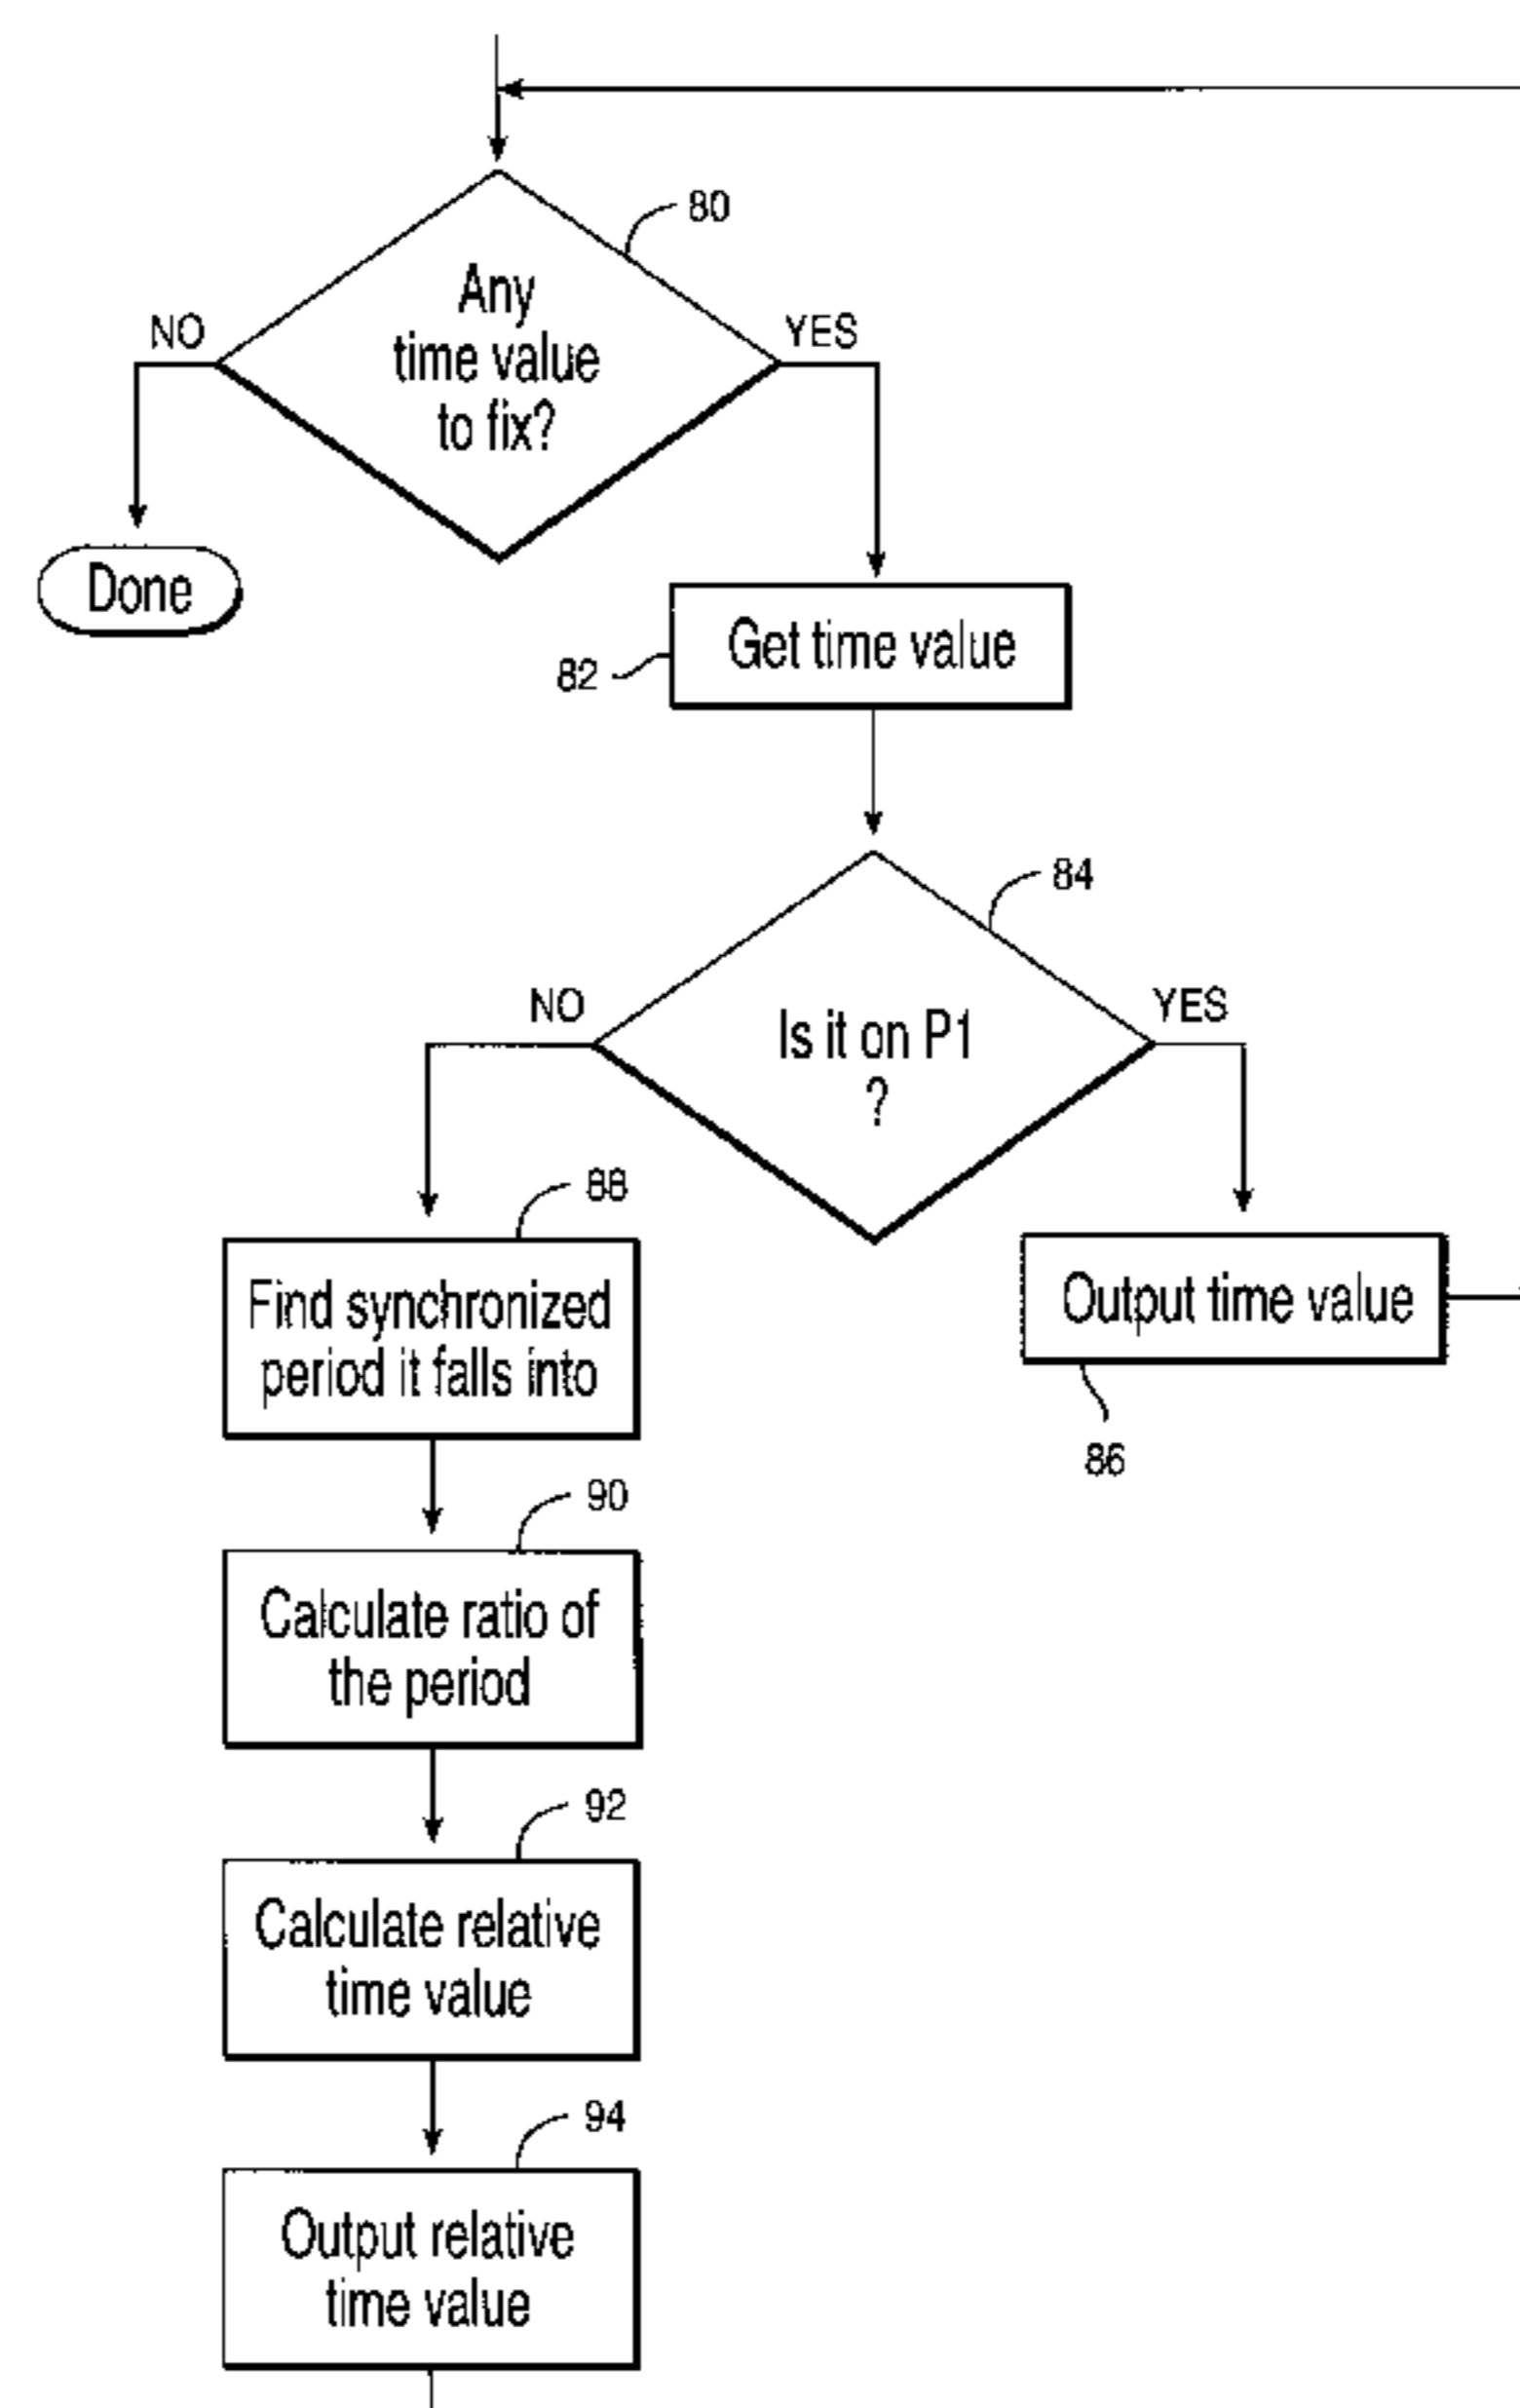 80
Any
time value
to fix?
NO
YES
Done
Get time value
82
84
Is it on P1
?
NO
YES
88
Find synchronized
period it falls into
Output time value
86
90
Calculate ratio of
the period
92
Calculate relative
time value
94
Output relative
time value